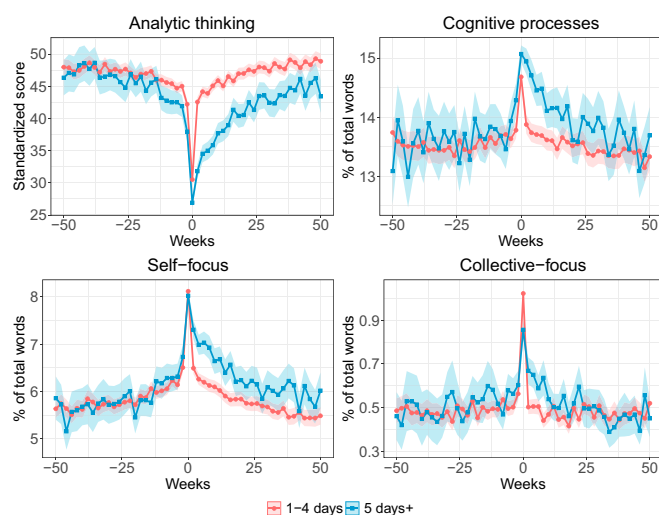 Analytic thinking
Cognitive processes
Standardized score
50
45
40
35
30
25
% of total words
15
14
13
−50
−25
0
25
50
−50
−25
0
25
50
Weeks
Weeks
Self−focus
Collective−focus
% of total words
8
7
6
5
% of total words
0.9
0.7
0.5
0.3
−50
−25
0
25
50
−50
−25
0
25
50
Weeks
Weeks
1−4 days
5 days+